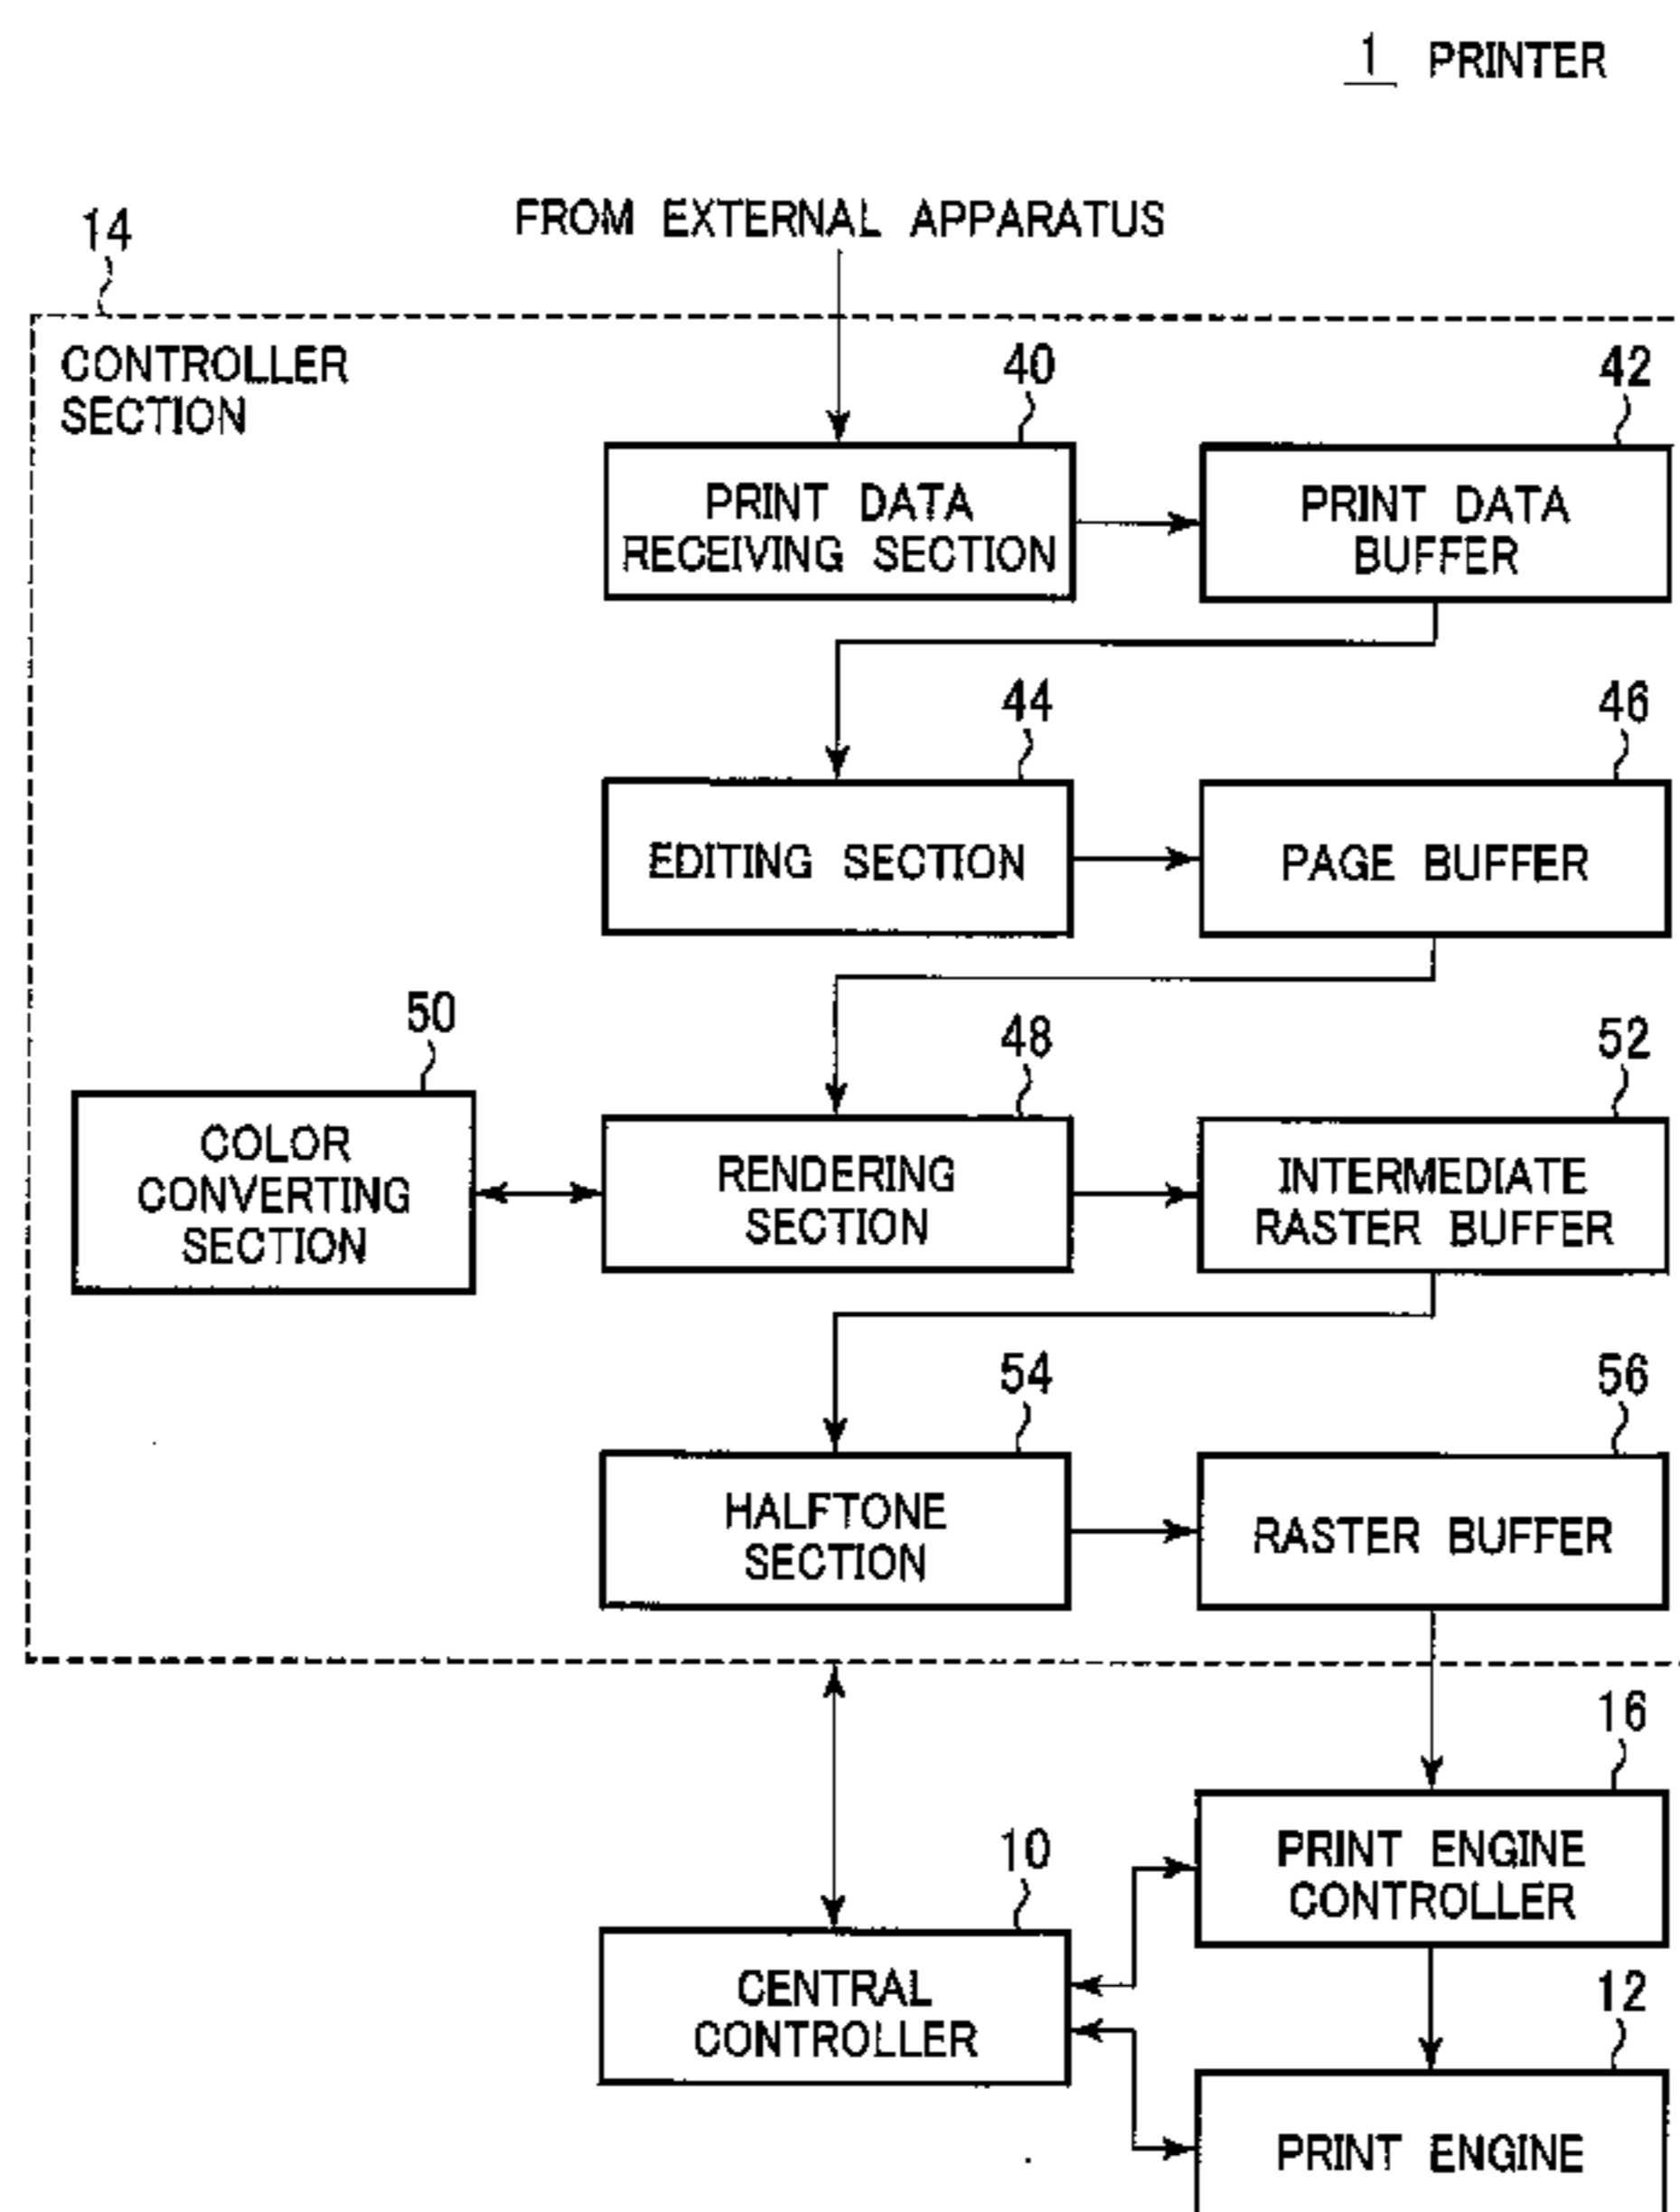 1 PRINTER
FROM EXTERNAL APPARATUS
14
CONTROLLER
SECTION
40
PRINT DATA
RECEIVING SECTION
42
PRINT DATA
BUFFER
44
EDITING SECTION
46
PAGE BUFFER
50
COLOR
CONVERTING
SECTION
48
RENDERING
SECTION
52
INTERMEDIATE
RASTER BUFFER
54
HALFTONE
SECTION
56
RASTER BUFFER
16
PRINT ENGINE
CONTROLLER
10
CENTRAL
CONTROLLER
12
PRINT ENGINE